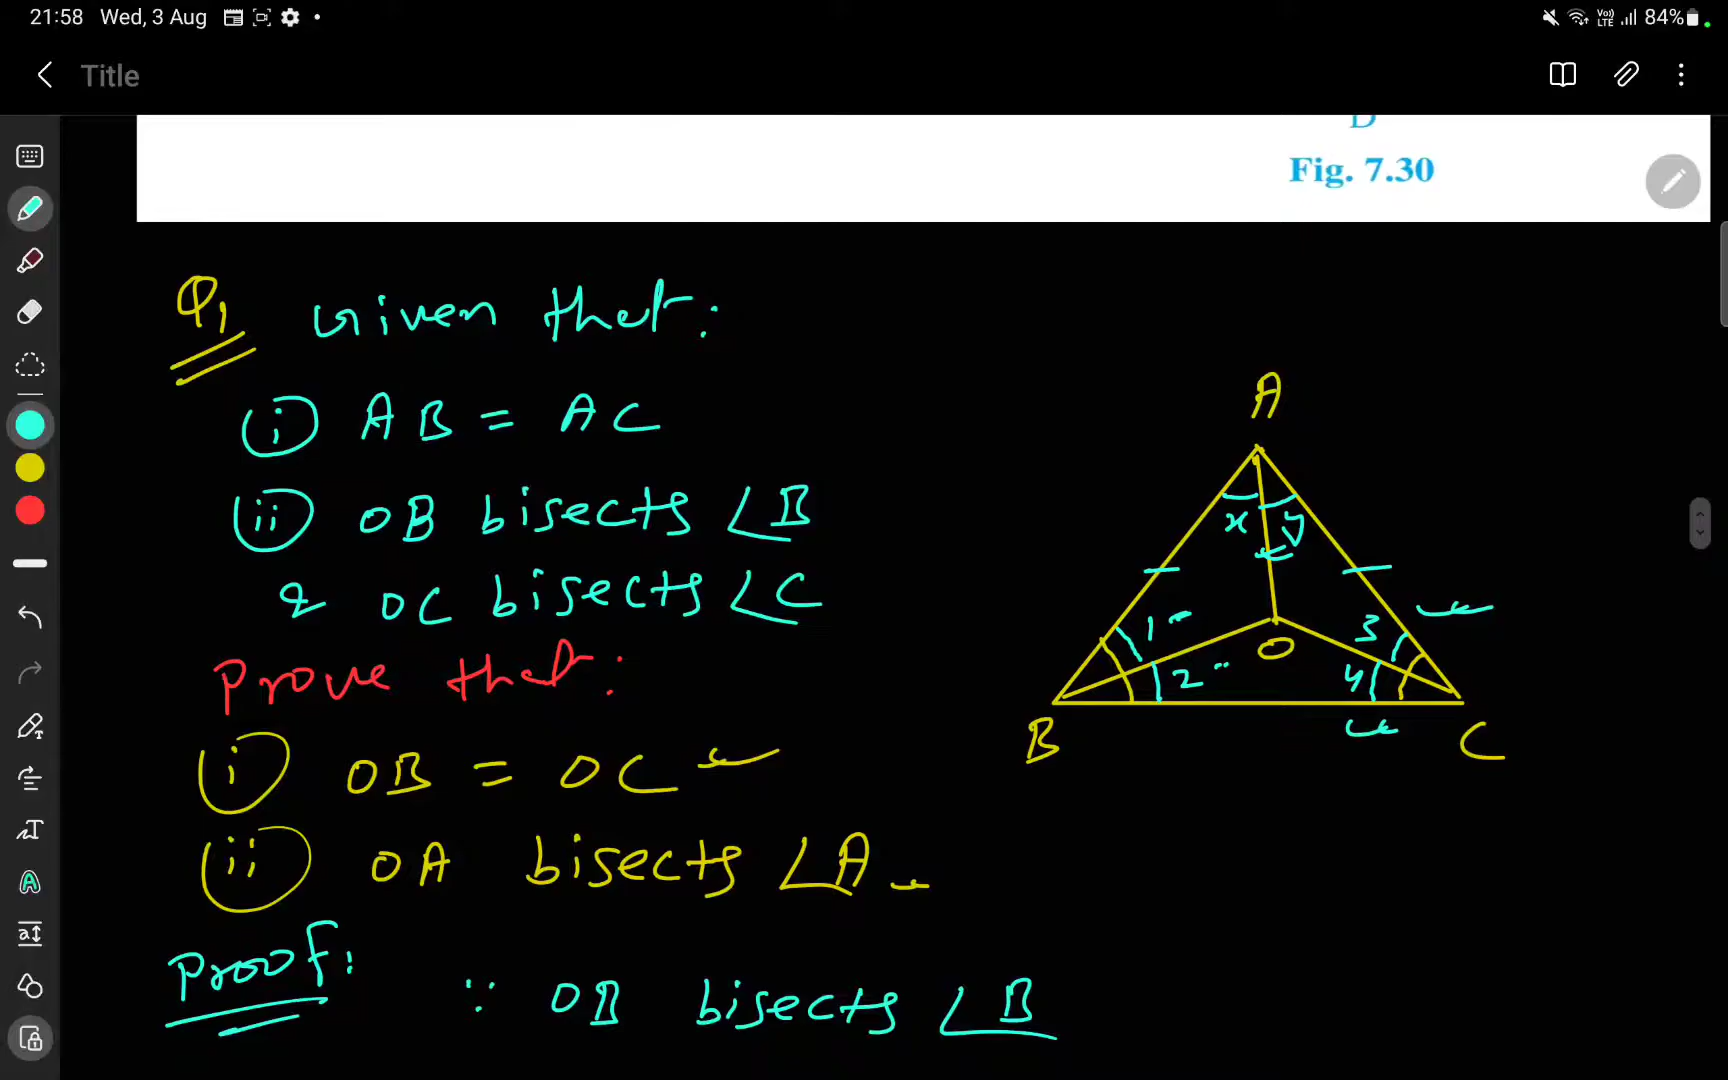 21:58 Wed, 3 Aug
84%
Title
D
Fig. 7.30
Q1 Given that:
(i) AB = AC
(ii) OB bisects ∠B
& OC bisects ∠C
Prove that:
(i) OB = OC
(ii) OA bisects ∠A
Proof:
∵ OB bisects ∠B
A
x y
1 3
O
2 4
B C